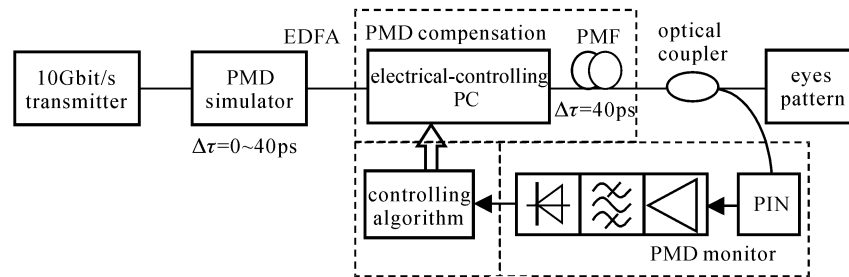 EDFA
PMD compensation
PMF
optical
coupler
10Gbit/s
transmitter
PMD
simulator
electrical-controlling
PC
eyes
pattern
Δτ=0~40ps
Δτ=40ps
controlling
algorithm
PIN
PMD monitor